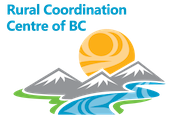 Rural Coordination
Centre of BC